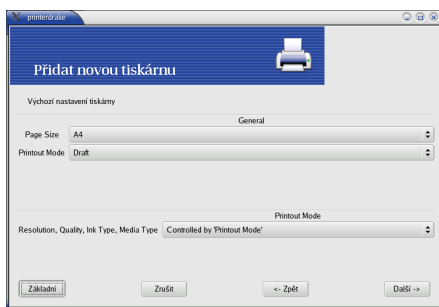 printerdrake
Přidat novou tiskárnu
Výchozí nastavení tiskárny
General
Page Size A4
Printout Mode Draft
Printout Mode
Resolution, Quality, Ink Type, Media Type Controlled by 'Printout Mode'
Základní Zrušit <- Zpět Další ->